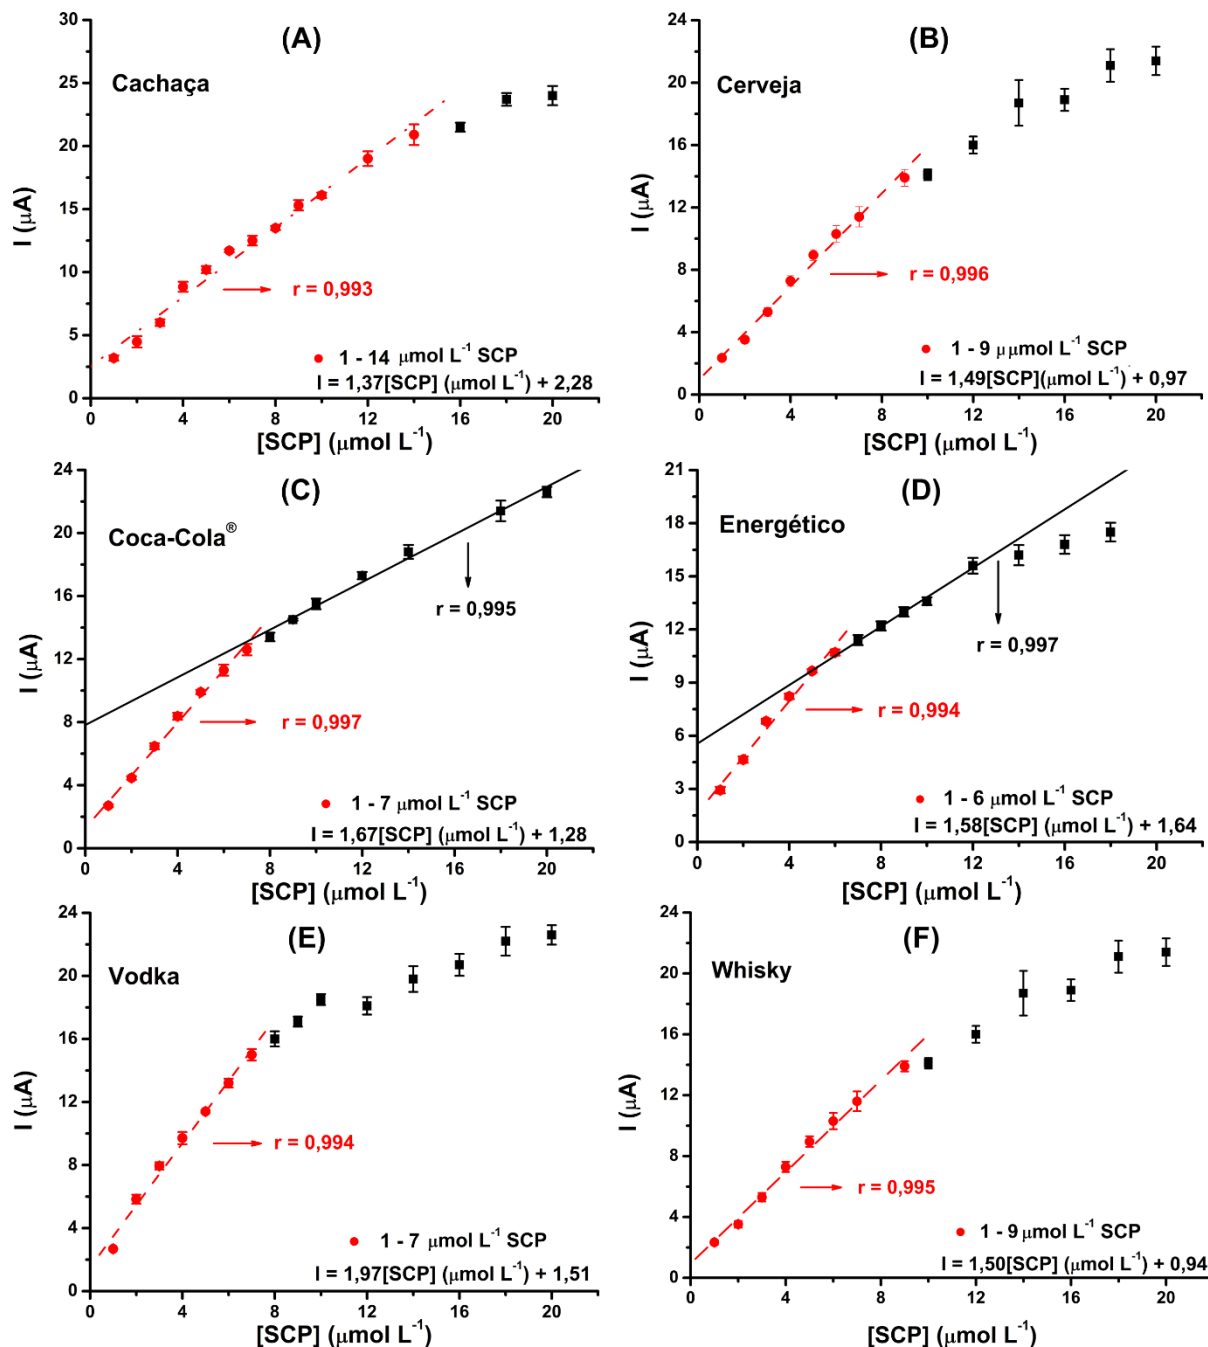 (A)
Cachaça
I (µA)
30
25
20
15
10
5
0
r = 0,993
1 - 14 µmol L⁻¹ SCP
I = 1,37[SCP] (µmol L⁻¹) + 2,28
0 4 8 12 16 20
[SCP] (µmol L⁻¹)
(B)
Cerveja
I (µA)
24
20
16
12
8
4
0
r = 0,996
1 - 9 µ µmol L⁻¹ SCP
I = 1,49[SCP](µmol L⁻¹) + 0,97
0 4 8 12 16 20
[SCP] (µmol L⁻¹)
(C)
Coca-Cola®
I (µA)
24
20
16
12
8
4
0
r = 0,995
r = 0,997
1 - 7 µmol L⁻¹ SCP
I = 1,67[SCP] (µmol L⁻¹) + 1,28
0 4 8 12 16 20
[SCP] (µmol L⁻¹)
(D)
Energético
I (µA)
21
18
15
12
9
6
3
0
r = 0,997
r = 0,994
1 - 6 µmol L⁻¹ SCP
I = 1,58[SCP] (µmol L⁻¹) + 1,64
0 4 8 12 16 20
[SCP] (µmol L⁻¹)
(E)
Vodka
I (µA)
24
20
16
12
8
4
0
r = 0,994
1 - 7 µmol L⁻¹ SCP
I = 1,97[SCP] (µmol L⁻¹) + 1,51
0 4 8 12 16 20
[SCP] (µmol L⁻¹)
(F)
Whisky
I (µA)
24
20
16
12
8
4
0
r = 0,995
1 - 9 µmol L⁻¹ SCP
I = 1,50[SCP] (µmol L⁻¹) + 0,94
0 4 8 12 16 20
[SCP] (µmol L⁻¹)